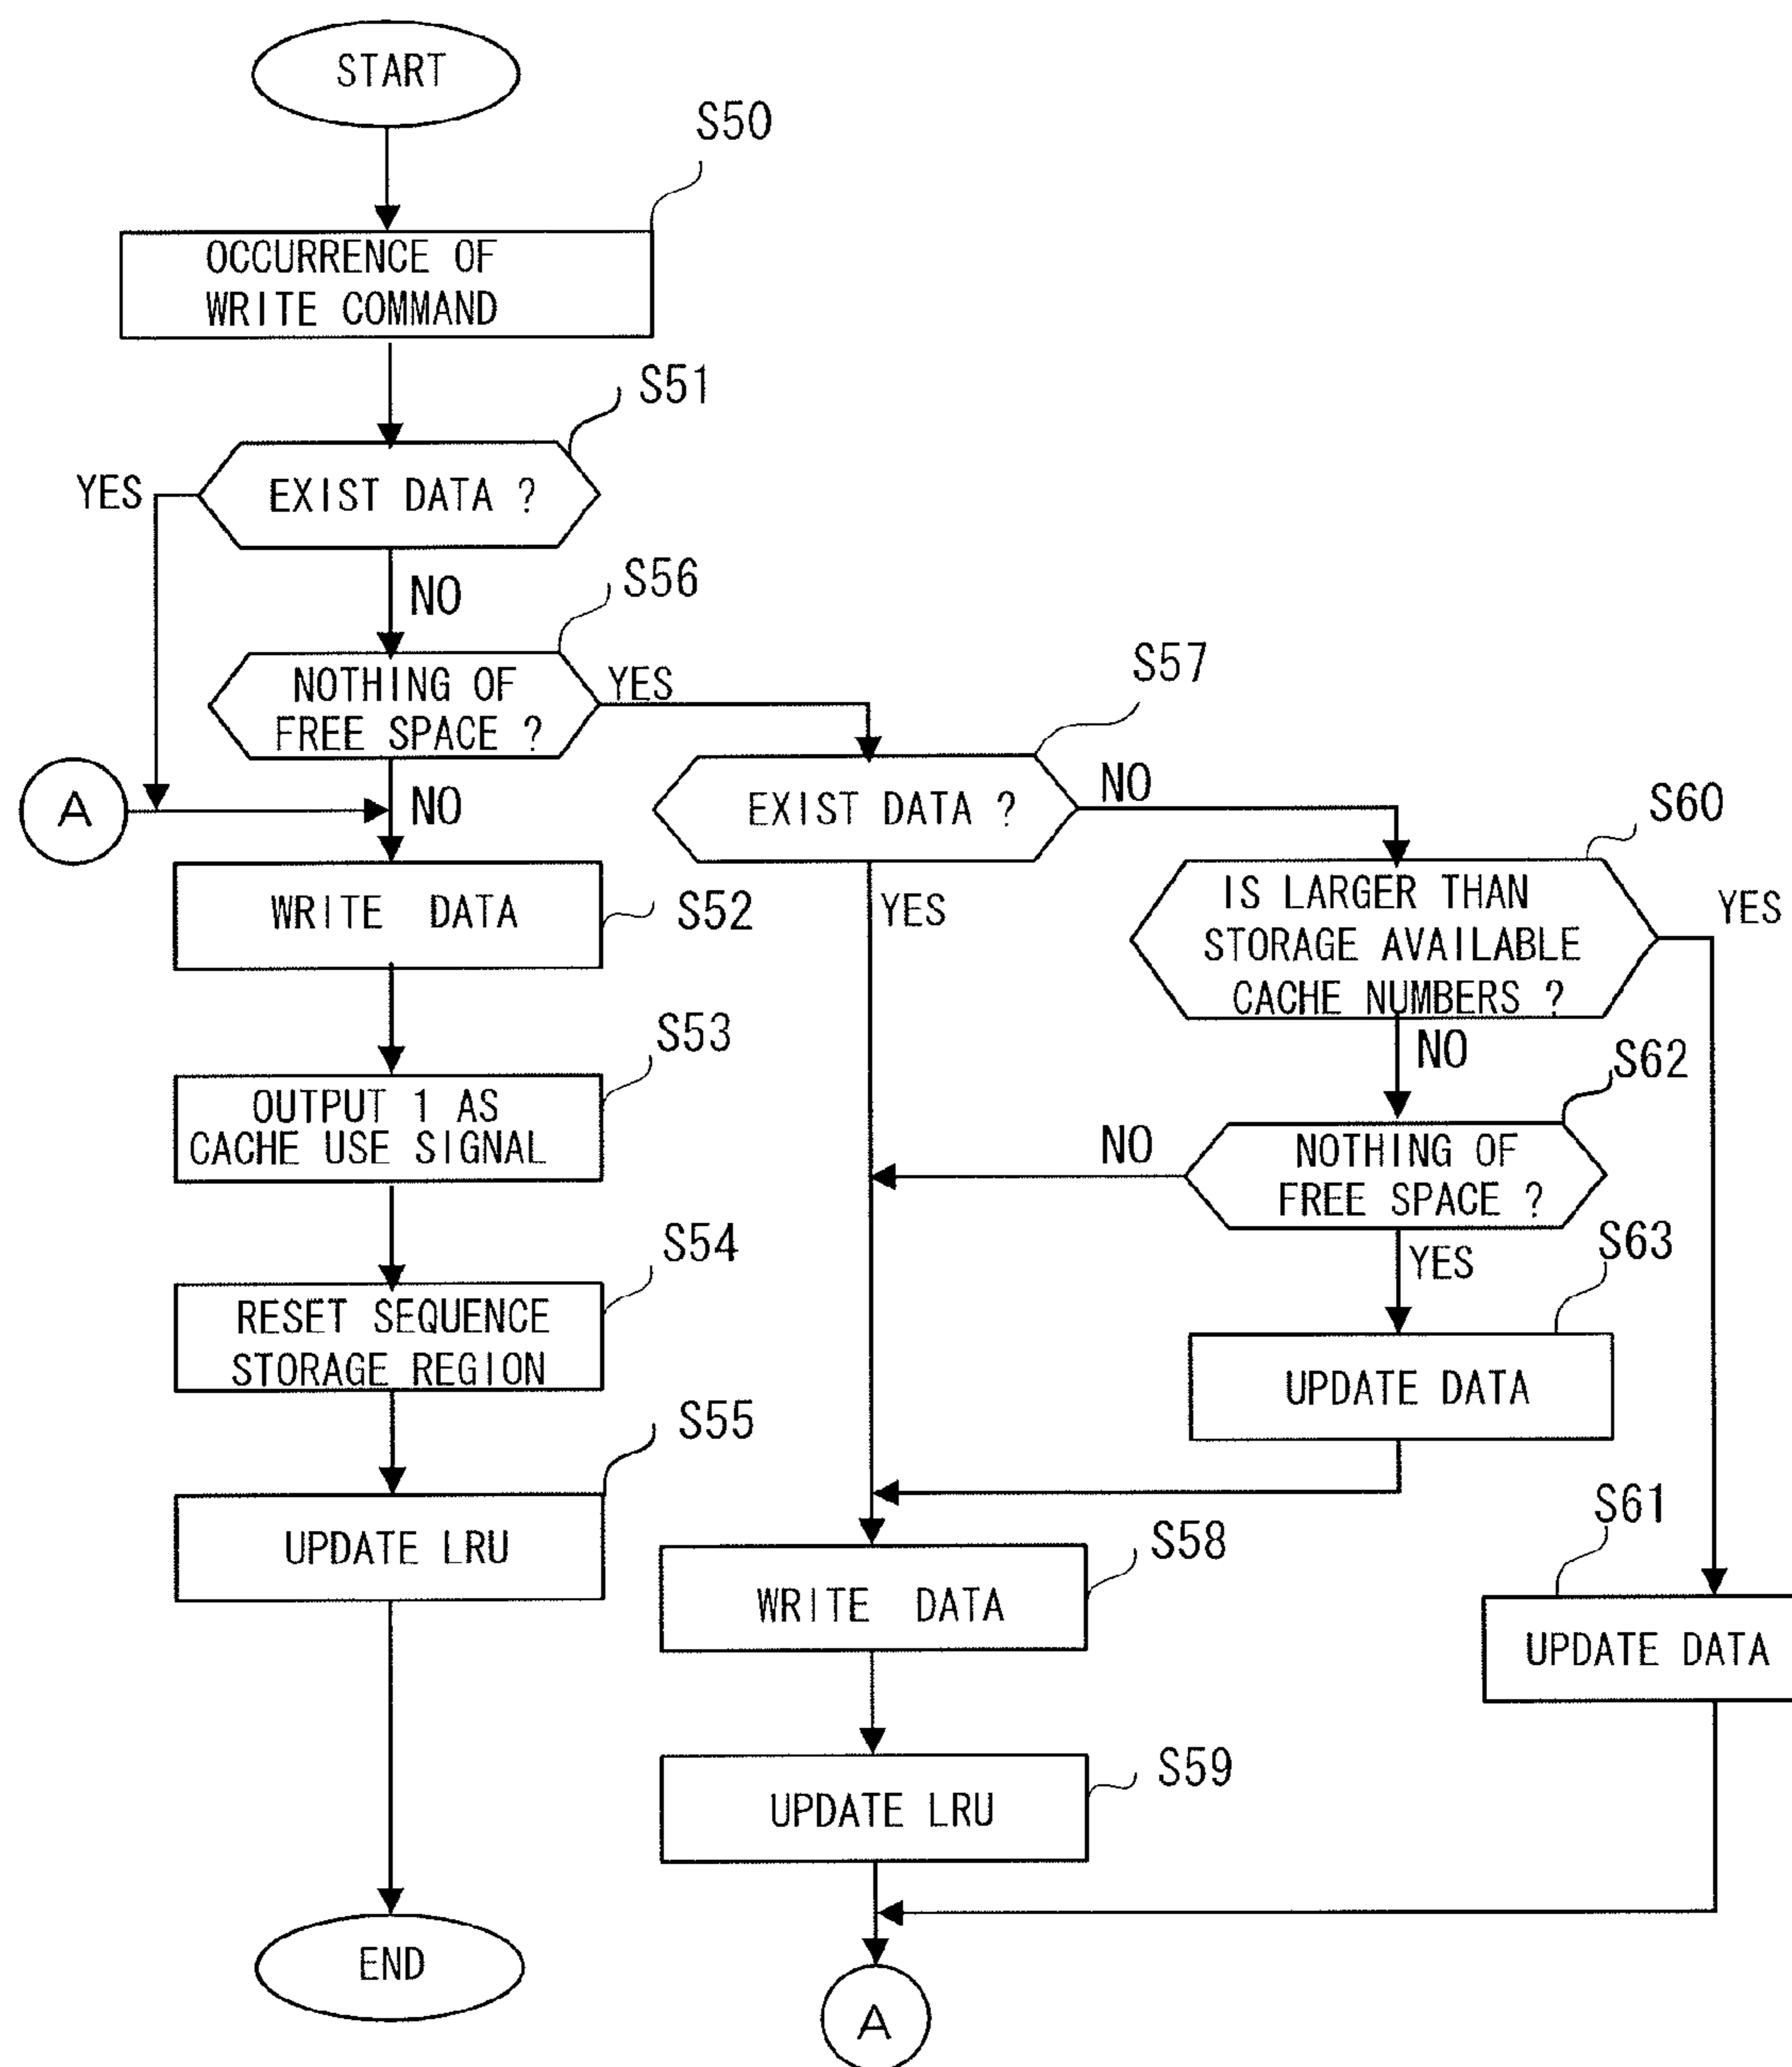 START
S50
OCCURRENCE OF
WRITE COMMAND
S51
YES
EXIST DATA ?
NO
S56
NOTHING OF
FREE SPACE ?
YES
S57
A
NO
EXIST DATA ?
NO
S60
WRITE DATA
S52
YES
IS LARGER THAN
STORAGE AVAILABLE
CACHE NUMBERS ?
YES
S53
OUTPUT 1 AS
CACHE USE SIGNAL
NO
S62
NO
NOTHING OF
FREE SPACE ?
S54
RESET SEQUENCE
STORAGE REGION
YES
S63
UPDATE DATA
S55
UPDATE LRU
S58
WRITE DATA
S61
UPDATE DATA
S59
UPDATE LRU
END
A